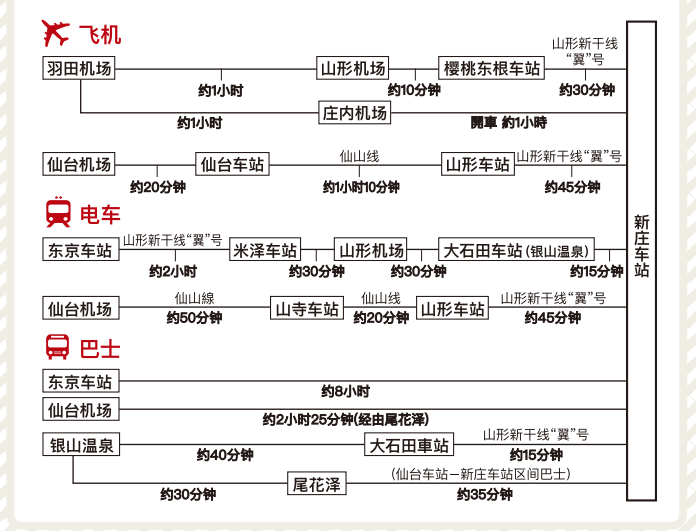 飞机
山形新干线
“翼”号
羽田机场
山形机场
樱桃东根车站
约1小时
约10分钟
约30分钟
庄内机场
约1小时
開車 約1小時
仙台机场
仙台车站
仙山线
山形车站
山形新干线“翼”号
约20分钟
约1小时10分钟
约45分钟
电车
东京车站
山形新干线“翼”号
米泽车站
山形机场
大石田车站(银山温泉)
约2小时
约30分钟
约30分钟
约15分钟
仙台机场
仙山線
山寺车站
仙山线
山形车站
山形新干线“翼”号
约50分钟
约20分钟
约45分钟
巴士
东京车站
约8小时
仙台机场
约2小时25分钟(经由尾花泽)
银山温泉
大石田車站
山形新干线“翼”号
约40分钟
约15分钟
尾花泽
(仙台车站—新庄车站区间巴士)
约30分钟
约35分钟
新庄车站